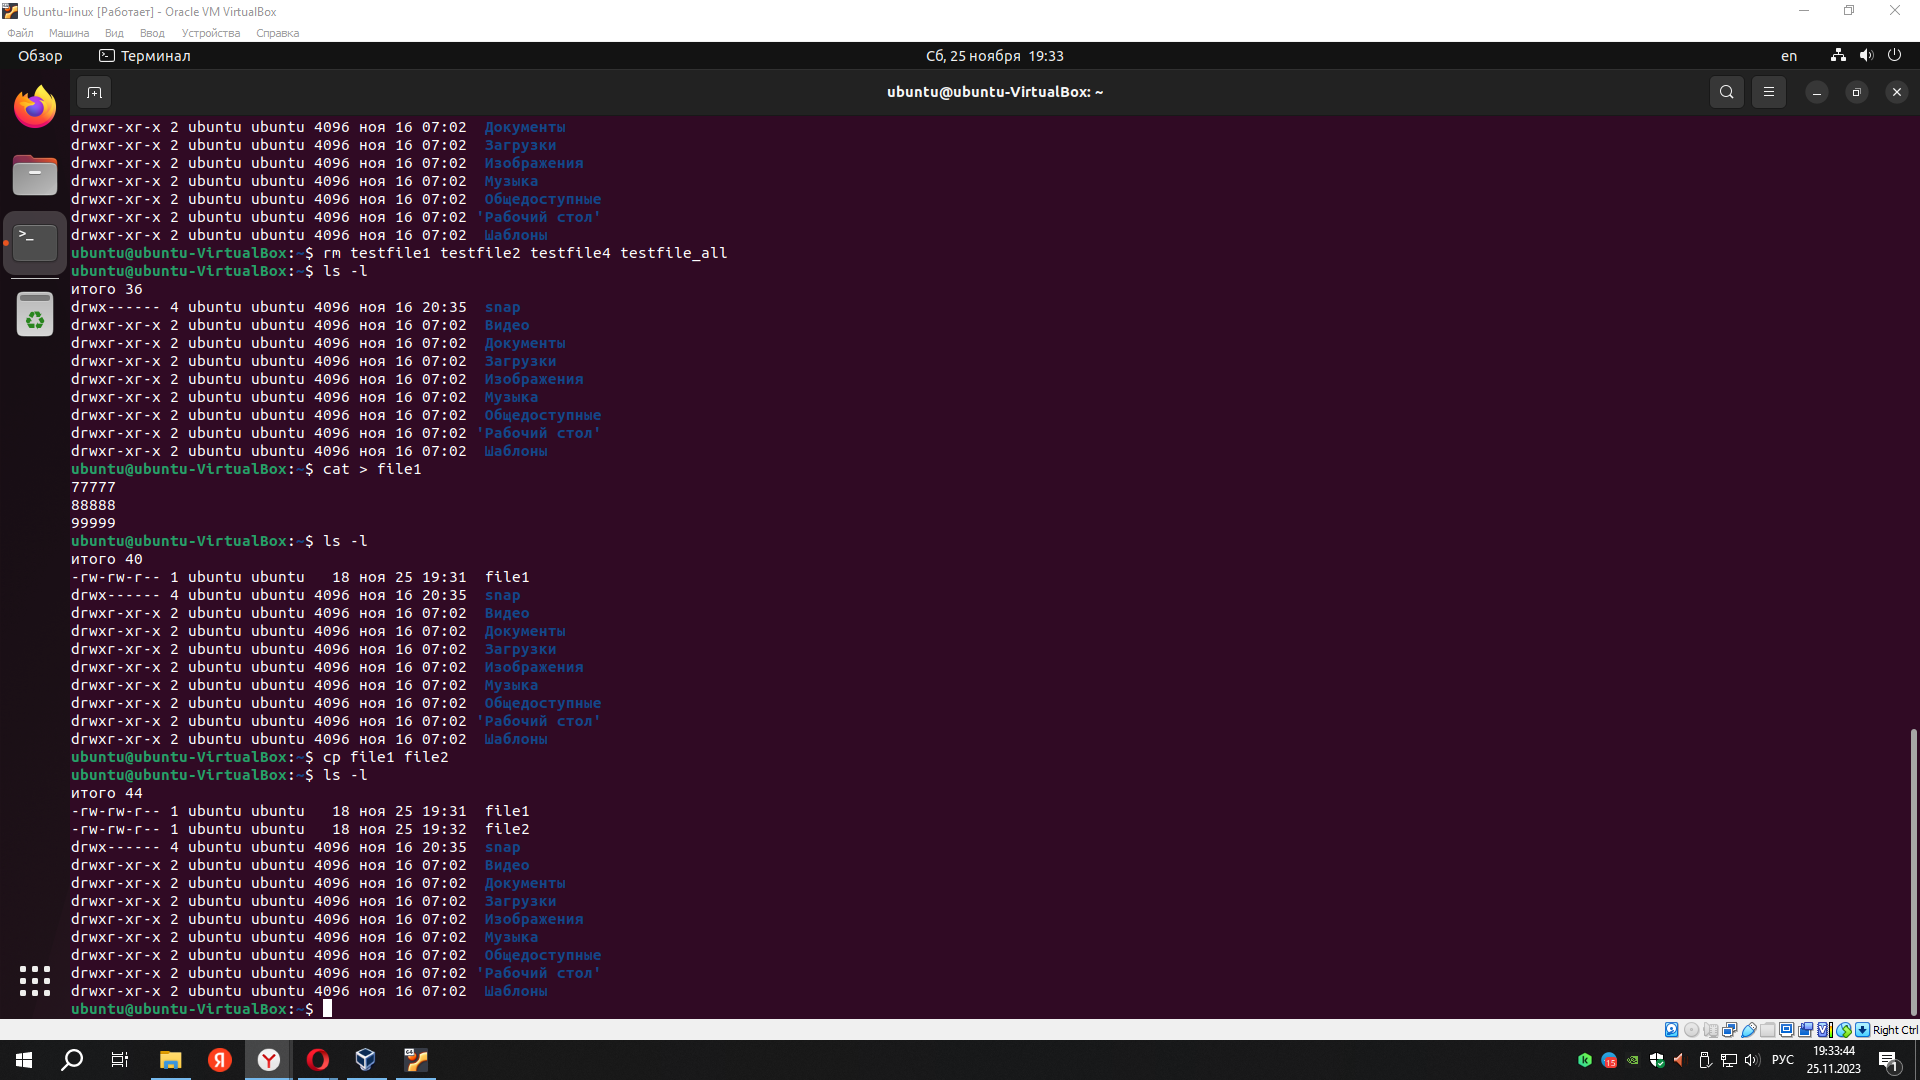 Ubuntu-linux [Работает] - Oracle VM VirtualBox
Файл Машина Вид Ввод Устройства Справка
Обзор Терминал Сб, 25 ноября 19:33 en
ubuntu@ubuntu-VirtualBox: ~
drwxr-xr-x 2 ubuntu ubuntu 4096 ноя 16 07:02  Документы
drwxr-xr-x 2 ubuntu ubuntu 4096 ноя 16 07:02  Загрузки
drwxr-xr-x 2 ubuntu ubuntu 4096 ноя 16 07:02  Изображения
drwxr-xr-x 2 ubuntu ubuntu 4096 ноя 16 07:02  Музыка
drwxr-xr-x 2 ubuntu ubuntu 4096 ноя 16 07:02  Общедоступные
drwxr-xr-x 2 ubuntu ubuntu 4096 ноя 16 07:02 'Рабочий стол'
drwxr-xr-x 2 ubuntu ubuntu 4096 ноя 16 07:02  Шаблоны
ubuntu@ubuntu-VirtualBox:~$ rm testfile1 testfile2 testfile4 testfile_all
ubuntu@ubuntu-VirtualBox:~$ ls -l
итого 36
drwx------ 4 ubuntu ubuntu 4096 ноя 16 20:35  snap
drwxr-xr-x 2 ubuntu ubuntu 4096 ноя 16 07:02  Видео
drwxr-xr-x 2 ubuntu ubuntu 4096 ноя 16 07:02  Документы
drwxr-xr-x 2 ubuntu ubuntu 4096 ноя 16 07:02  Загрузки
drwxr-xr-x 2 ubuntu ubuntu 4096 ноя 16 07:02  Изображения
drwxr-xr-x 2 ubuntu ubuntu 4096 ноя 16 07:02  Музыка
drwxr-xr-x 2 ubuntu ubuntu 4096 ноя 16 07:02  Общедоступные
drwxr-xr-x 2 ubuntu ubuntu 4096 ноя 16 07:02 'Рабочий стол'
drwxr-xr-x 2 ubuntu ubuntu 4096 ноя 16 07:02  Шаблоны
ubuntu@ubuntu-VirtualBox:~$ cat > file1
77777
88888
99999
ubuntu@ubuntu-VirtualBox:~$ ls -l
итого 40
-rw-rw-r-- 1 ubuntu ubuntu   18 ноя 25 19:31  file1
drwx------ 4 ubuntu ubuntu 4096 ноя 16 20:35  snap
drwxr-xr-x 2 ubuntu ubuntu 4096 ноя 16 07:02  Видео
drwxr-xr-x 2 ubuntu ubuntu 4096 ноя 16 07:02  Документы
drwxr-xr-x 2 ubuntu ubuntu 4096 ноя 16 07:02  Загрузки
drwxr-xr-x 2 ubuntu ubuntu 4096 ноя 16 07:02  Изображения
drwxr-xr-x 2 ubuntu ubuntu 4096 ноя 16 07:02  Музыка
drwxr-xr-x 2 ubuntu ubuntu 4096 ноя 16 07:02  Общедоступные
drwxr-xr-x 2 ubuntu ubuntu 4096 ноя 16 07:02 'Рабочий стол'
drwxr-xr-x 2 ubuntu ubuntu 4096 ноя 16 07:02  Шаблоны
ubuntu@ubuntu-VirtualBox:~$ cp file1 file2
ubuntu@ubuntu-VirtualBox:~$ ls -l
итого 44
-rw-rw-r-- 1 ubuntu ubuntu   18 ноя 25 19:31  file1
-rw-rw-r-- 1 ubuntu ubuntu   18 ноя 25 19:32  file2
drwx------ 4 ubuntu ubuntu 4096 ноя 16 20:35  snap
drwxr-xr-x 2 ubuntu ubuntu 4096 ноя 16 07:02  Видео
drwxr-xr-x 2 ubuntu ubuntu 4096 ноя 16 07:02  Документы
drwxr-xr-x 2 ubuntu ubuntu 4096 ноя 16 07:02  Загрузки
drwxr-xr-x 2 ubuntu ubuntu 4096 ноя 16 07:02  Изображения
drwxr-xr-x 2 ubuntu ubuntu 4096 ноя 16 07:02  Музыка
drwxr-xr-x 2 ubuntu ubuntu 4096 ноя 16 07:02  Общедоступные
drwxr-xr-x 2 ubuntu ubuntu 4096 ноя 16 07:02 'Рабочий стол'
drwxr-xr-x 2 ubuntu ubuntu 4096 ноя 16 07:02  Шаблоны
ubuntu@ubuntu-VirtualBox:~$
Right Ctrl
РУС 19:33:44
25.11.2023